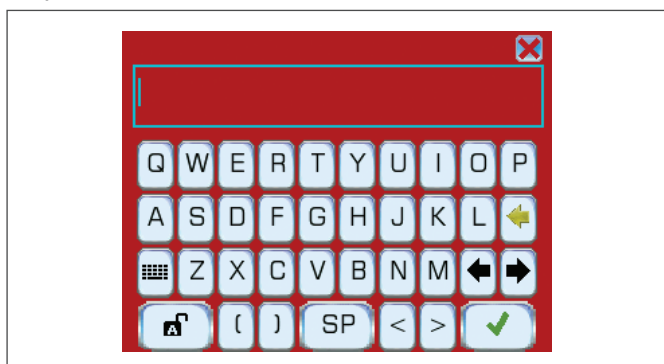 Q W E R T Y U I O P
A S D F G H J K L
Z X C V B N M
A ( ) SP < >